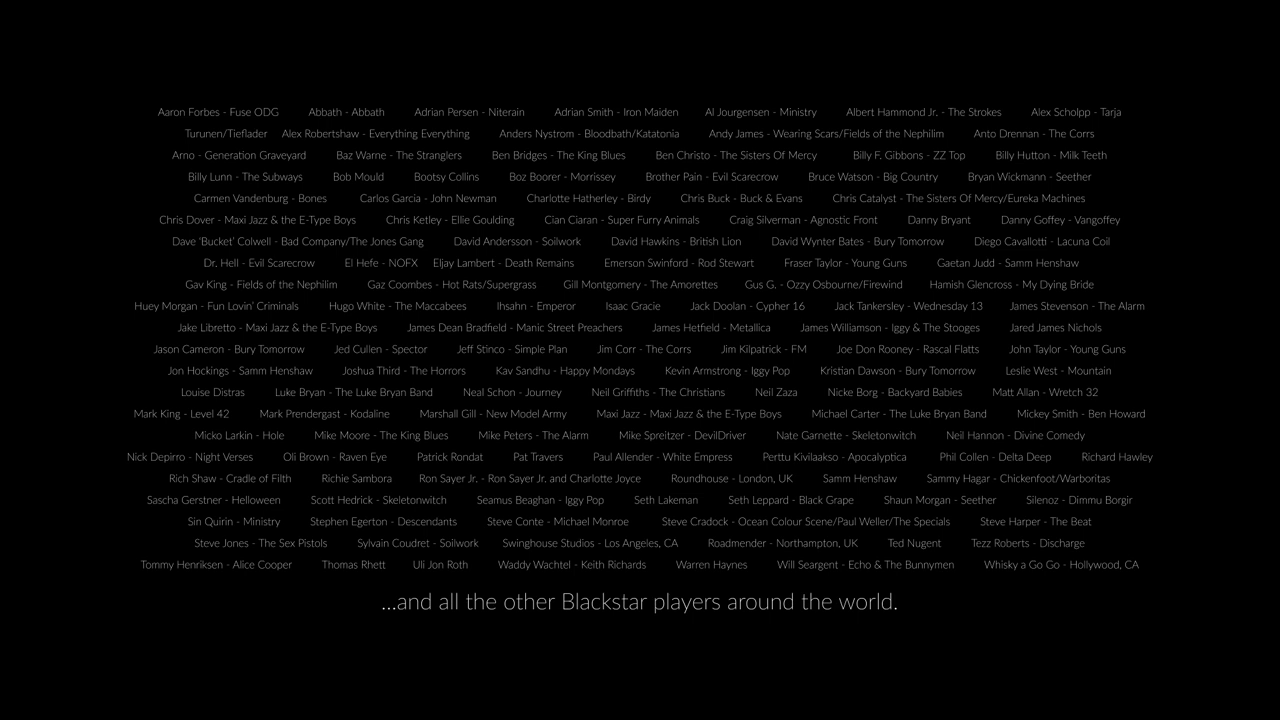 Aaron Forbes - Fuse ODG Abbath - Abbath Adrian Persen - Niterain Adrian Smith - Iron Maiden Al Jourgensen - Ministry Albert Hammond Jr. - The Strokes Alex Scholpp - Tarja
Turunen/Tieflader Alex Robertshaw - Everything Everything Anders Nystrom - Bloodbath/Katatonia Andy James - Wearing Scars/Fields of the Nephilim Anto Drennan - The Corrs
Arno - Generation Graveyard Baz Warne - The Stranglers Ben Bridges - The King Blues Ben Christo - The Sisters Of Mercy Billy F. Gibbons - ZZ Top Billy Hutton - Milk Teeth
Billy Lunn - The Subways Bob Mould Bootsy Collins Boz Boorer - Morrissey Brother Pain - Evil Scarecrow Bruce Watson - Big Country Bryan Wickmann - Seether
Carmen Vandenburg - Bones Carlos Garcia - John Newman Charlotte Hatherley - Birdy Chris Buck - Buck & Evans Chris Catalyst - The Sisters Of Mercy/Eureka Machines
Chris Dover - Maxi Jazz & the E-Type Boys Chris Ketley - Ellie Goulding Cian Ciaran - Super Furry Animals Craig Silverman - Agnostic Front Danny Bryant Danny Goffey - Vangoffey
Dave ‘Bucket’ Colwell - Bad Company/The Jones Gang David Andersson - Soilwork David Hawkins - British Lion David Wynter Bates - Bury Tomorrow Diego Cavallotti - Lacuna Coil
Dr. Hell - Evil Scarecrow El Hefe - NOFX Eljay Lambert - Death Remains Emerson Swinford - Rod Stewart Fraser Taylor - Young Guns Gaetan Judd - Samm Henshaw
Gav King - Fields of the Nephilim Gaz Coombes - Hot Rats/Supergrass Gill Montgomery - The Amorettes Gus G. - Ozzy Osbourne/Firewind Hamish Glencross - My Dying Bride
Huey Morgan - Fun Lovin’ Criminals Hugo White - The Maccabees Ihsahn - Emperor Isaac Gracie Jack Doolan - Cypher 16 Jack Tankersley - Wednesday 13 James Stevenson - The Alarm
Jake Libretto - Maxi Jazz & the E-Type Boys James Dean Bradfield - Manic Street Preachers James Hetfield - Metallica James Williamson - Iggy & The Stooges Jared James Nichols
Jason Cameron - Bury Tomorrow Jed Cullen - Spector Jeff Stinco - Simple Plan Jim Corr - The Corrs Jim Kilpatrick - FM Joe Don Rooney - Rascal Flatts John Taylor - Young Guns
Jon Hockings - Samm Henshaw Joshua Third - The Horrors Kav Sandhu - Happy Mondays Kevin Armstrong - Iggy Pop Kristian Dawson - Bury Tomorrow Leslie West - Mountain
Louise Distras Luke Bryan - The Luke Bryan Band Neal Schon - Journey Neil Griffiths - The Christians Neil Zaza Nicke Borg - Backyard Babies Matt Allan - Wretch 32
Mark King - Level 42 Mark Prendergast - Kodaline Marshall Gill - New Model Army Maxi Jazz - Maxi Jazz & the E-Type Boys Michael Carter - The Luke Bryan Band Mickey Smith - Ben Howard
Micko Larkin - Hole Mike Moore - The King Blues Mike Peters - The Alarm Mike Spreitzer - DevilDriver Nate Garnette - Skeletonwitch Neil Hannon - Divine Comedy
Nick Depirro - Night Verses Oli Brown - Raven Eye Patrick Rondat Pat Travers Paul Allender - White Empress Perttu Kivilaakso - Apocalyptica Phil Collen - Delta Deep Richard Hawley
Rich Shaw - Cradle of Filth Richie Sambora Ron Sayer Jr. - Ron Sayer Jr. and Charlotte Joyce Roundhouse - London, UK Samm Henshaw Sammy Hagar - Chickenfoot/Warboritas
Sascha Gerstner - Helloween Scott Hedrick - Skeletonwitch Seamus Beaghan - Iggy Pop Seth Lakeman Seth Leppard - Black Grape Shaun Morgan - Seether Silenoz - Dimmu Borgir
Sin Quirin - Ministry Stephen Egerton - Descendants Steve Conte - Michael Monroe Steve Cradock - Ocean Colour Scene/Paul Weller/The Specials Steve Harper - The Beat
Steve Jones - The Sex Pistols Sylvain Coudret - Soilwork Swinghouse Studios - Los Angeles, CA Roadmender - Northampton, UK Ted Nugent Tezz Roberts - Discharge
Tommy Henriksen - Alice Cooper Thomas Rhett Uli Jon Roth Waddy Wachtel - Keith Richards Warren Haynes Will Seargent - Echo & The Bunnymen Whisky a Go Go - Hollywood, CA
...and all the other Blackstar players around the world.